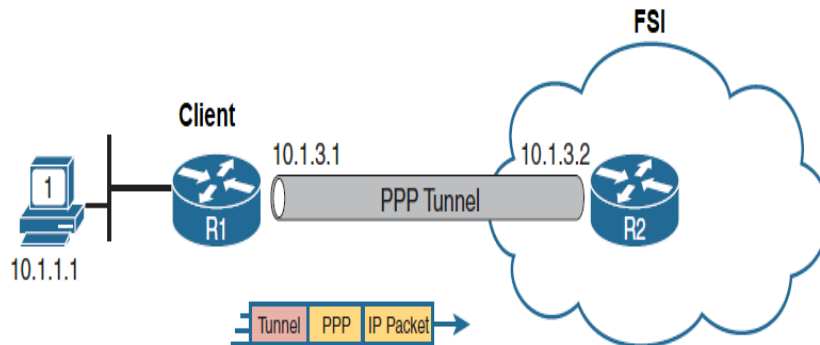 FSI
Client
10.1.3.1
10.1.3.2
1
PPP Tunnel
R1
R2
10.1.1.1
Tunnel PPP IP Packet